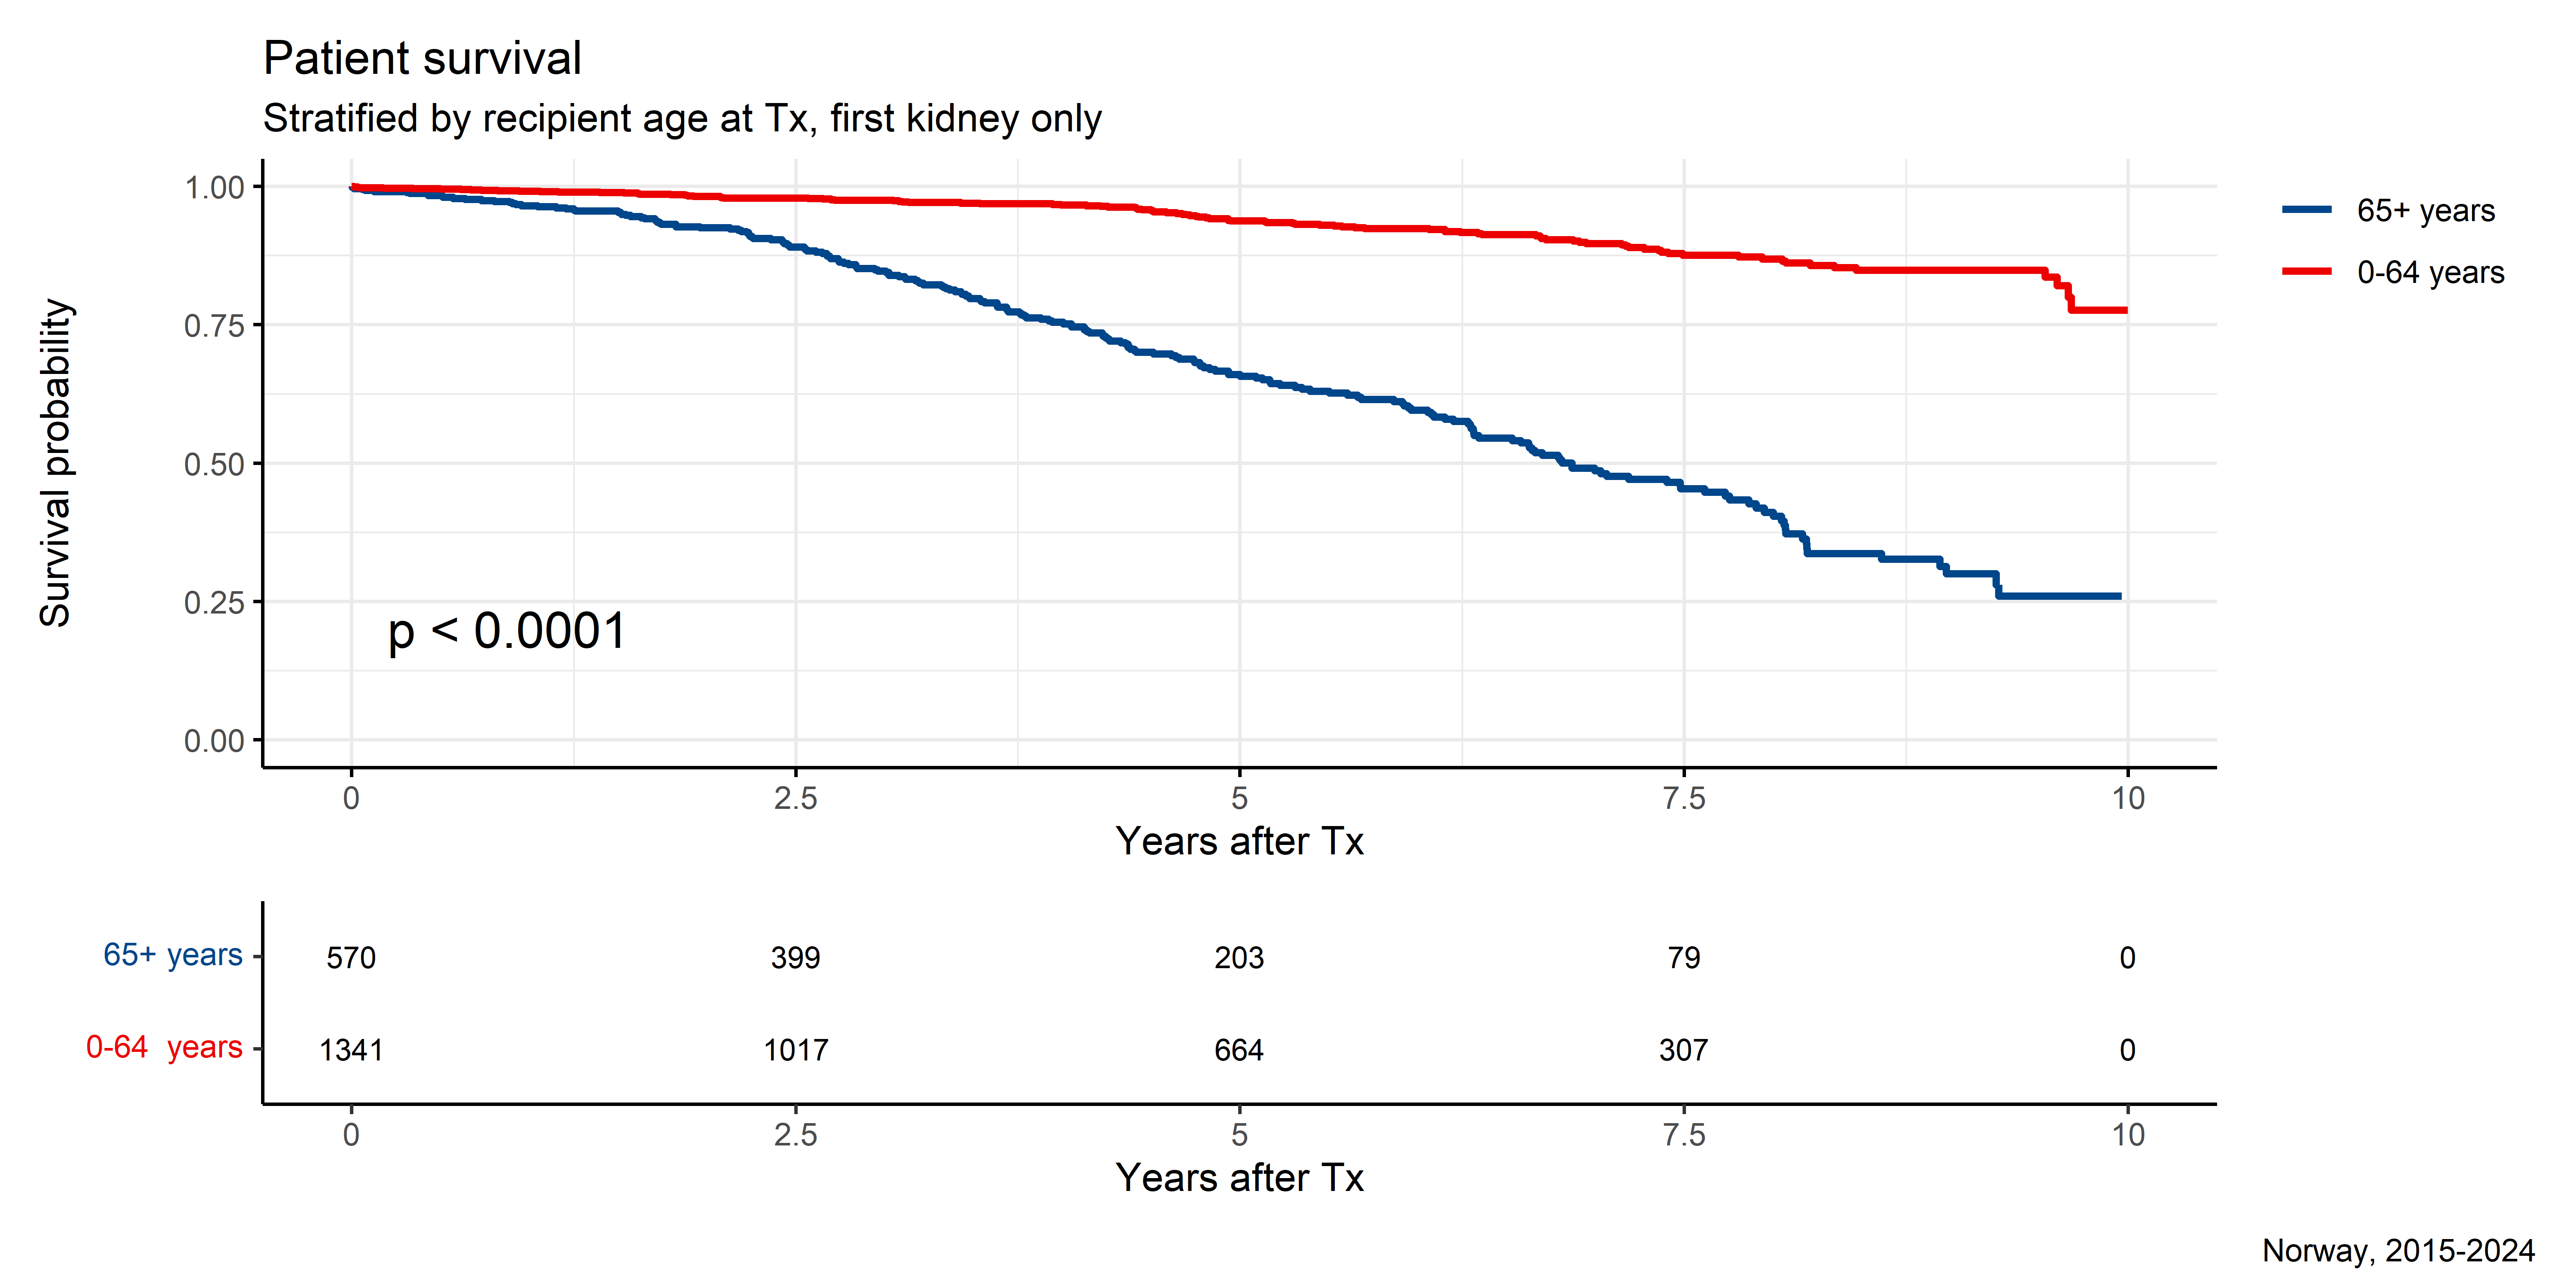 Patient survival
Stratified by recipient age at Tx, first kidney only
Survival probability
1.00
0.75
0.50
0.25
0.00
p < 0.0001
65+ years
0-64 years
0 2.5 5 7.5 10
Years after Tx
65+ years 570 399 203 79 0
0-64  years 1341 1017 664 307 0
0 2.5 5 7.5 10
Years after Tx
Norway, 2015-2024